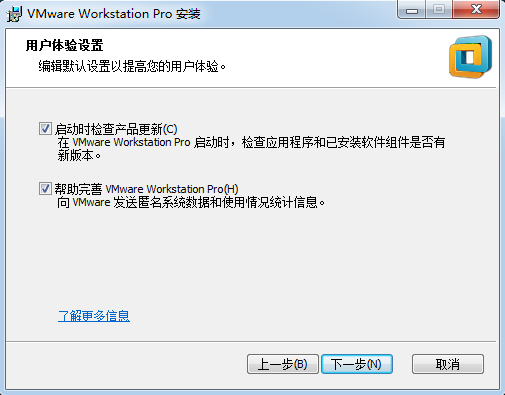 VMware Workstation Pro 安装
用户体验设置
编辑默认设置以提高您的用户体验。
启动时检查产品更新(C)
在 VMware Workstation Pro 启动时，检查应用程序和已安装软件组件是否有
新版本。
帮助完善 VMware Workstation Pro(H)
向 VMware 发送匿名系统数据和使用情况统计信息。
了解更多信息
上一步(B) 下一步(N) 取消